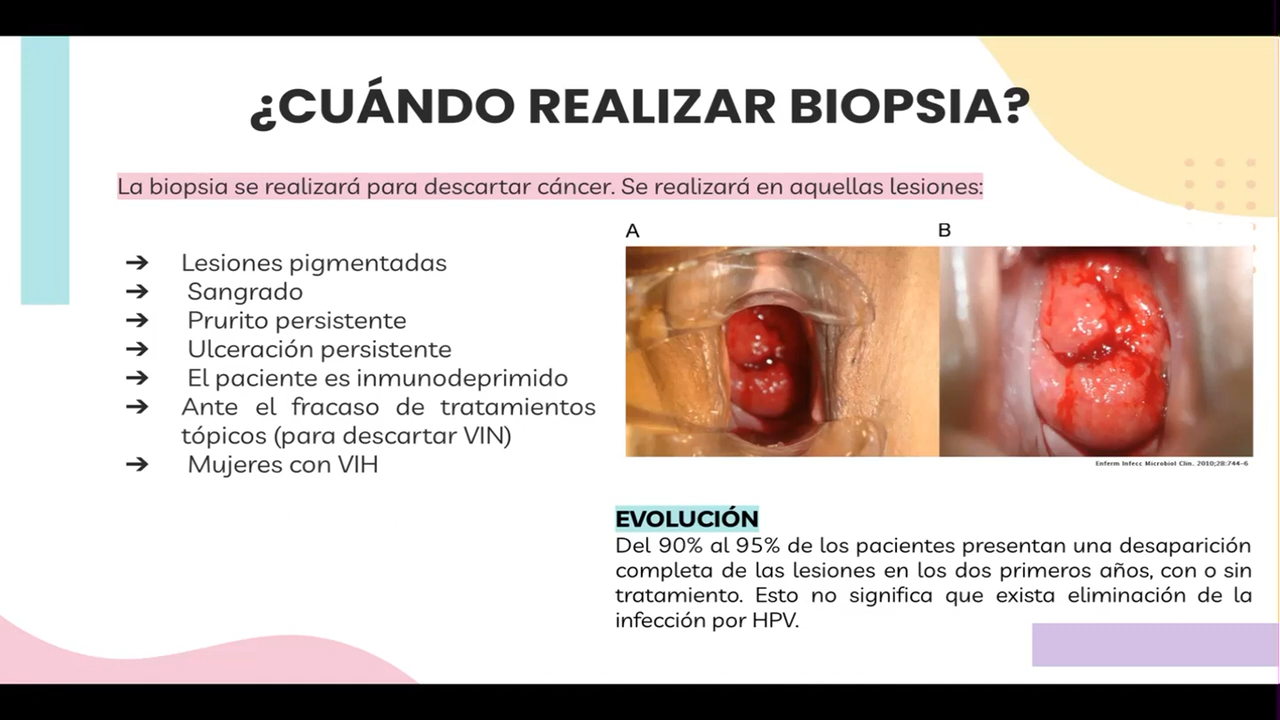 ¿CUÁNDO REALIZAR BIOPSIA?
La biopsia se realizará para descartar cáncer. Se realizará en aquellas lesiones:
➔ Lesiones pigmentadas
➔ Sangrado
➔ Prurito persistente
➔ Ulceración persistente
➔ El paciente es inmunodeprimido
➔ Ante el fracaso de tratamientos
tópicos (para descartar VIN)
➔ Mujeres con VIH
A
B
Enferm Infecc Microbiol Clin. 2010;28:744-6
EVOLUCIÓN
Del 90% al 95% de los pacientes presentan una desaparición
completa de las lesiones en los dos primeros años, con o sin
tratamiento. Esto no significa que exista eliminación de la
infección por HPV.